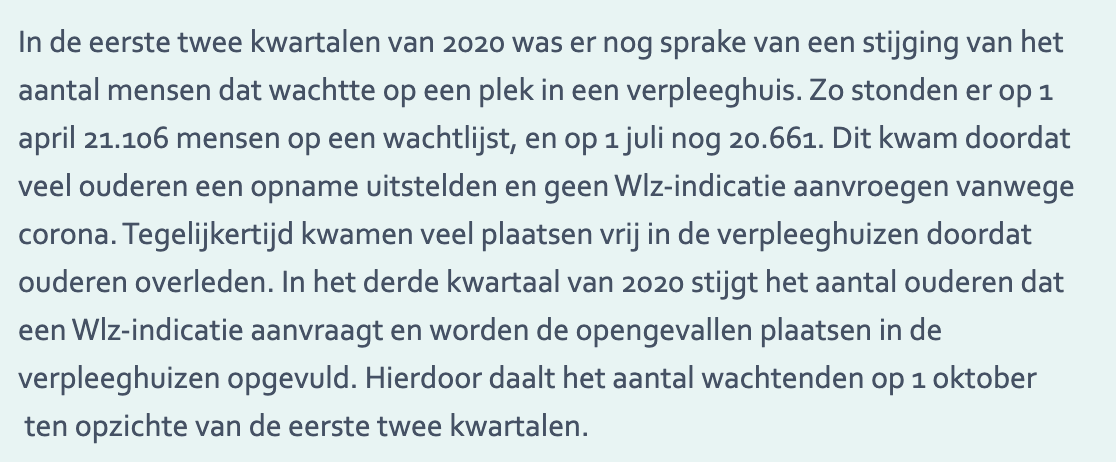 In de eerste twee kwartalen van 2020 was er nog sprake van een stijging van het
aantal mensen dat wachtte op een plek in een verpleeghuis. Zo stonden er op 1
april 21.106 mensen op een wachtlijst, en op 1 juli nog 20.661. Dit kwam doordat
veel ouderen een opname uitstelden en geen Wlz-indicatie aanvroegen vanwege
corona. Tegelijkertijd kwamen veel plaatsen vrij in de verpleeghuizen doordat
ouderen overleden. In het derde kwartaal van 2020 stijgt het aantal ouderen dat
een Wlz-indicatie aanvraagt en worden de opengevallen plaatsen in de
verpleeghuizen opgevuld. Hierdoor daalt het aantal wachtenden op 1 oktober
ten opzichte van de eerste twee kwartalen.